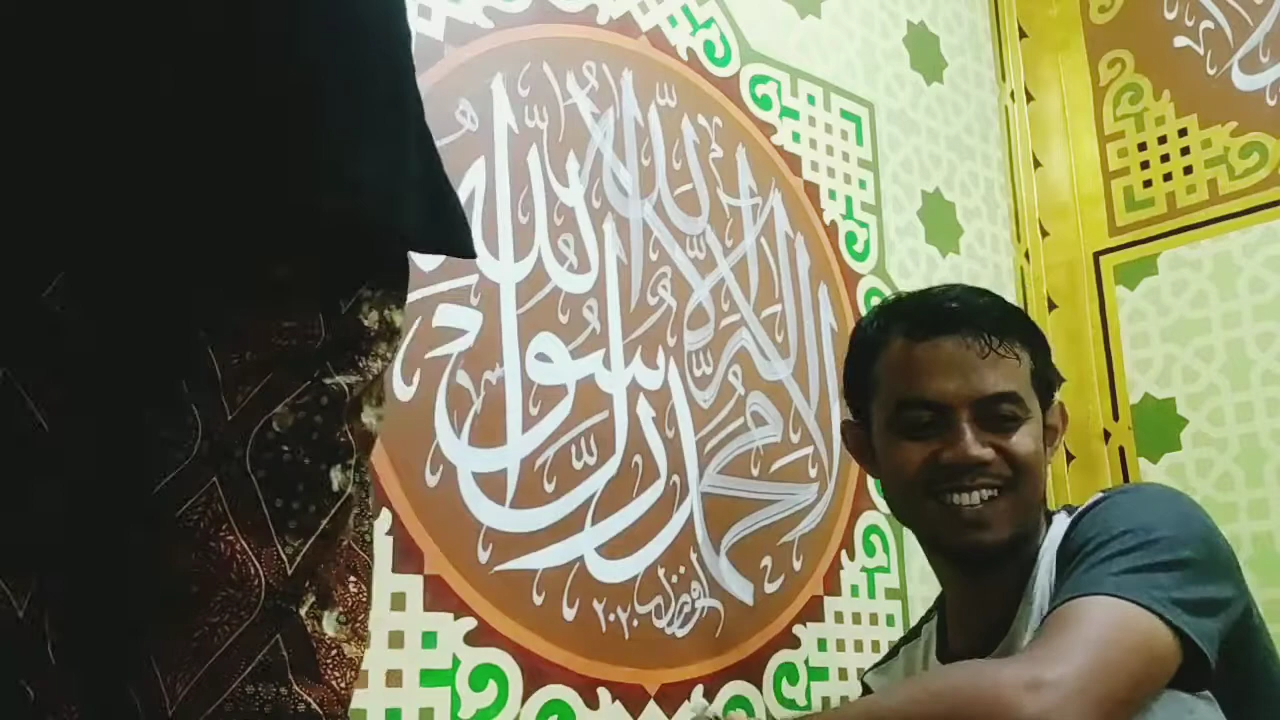 لا إله إلا الله
محمد رسول الله
٢٠٢٠